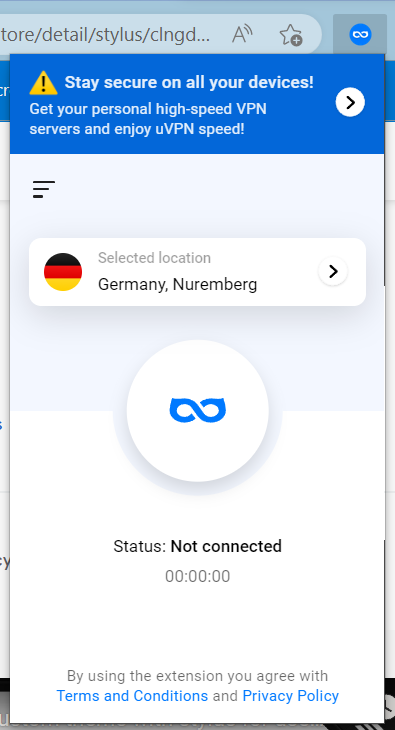 tore/detail/stylus/clngd...
Stay secure on all your devices!
Get your personal high-speed VPN
servers and enjoy uVPN speed!
Selected location
Germany, Nuremberg
Status: Not connected
00:00:00
By using the extension you agree with
Terms and Conditions and Privacy Policy